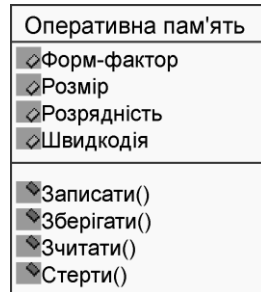 Оперативна пам'ять
Форм-фактор
Розмір
Розрядність
Швидкодія
Записати()
Зберігати()
Зчитати()
Стерти()